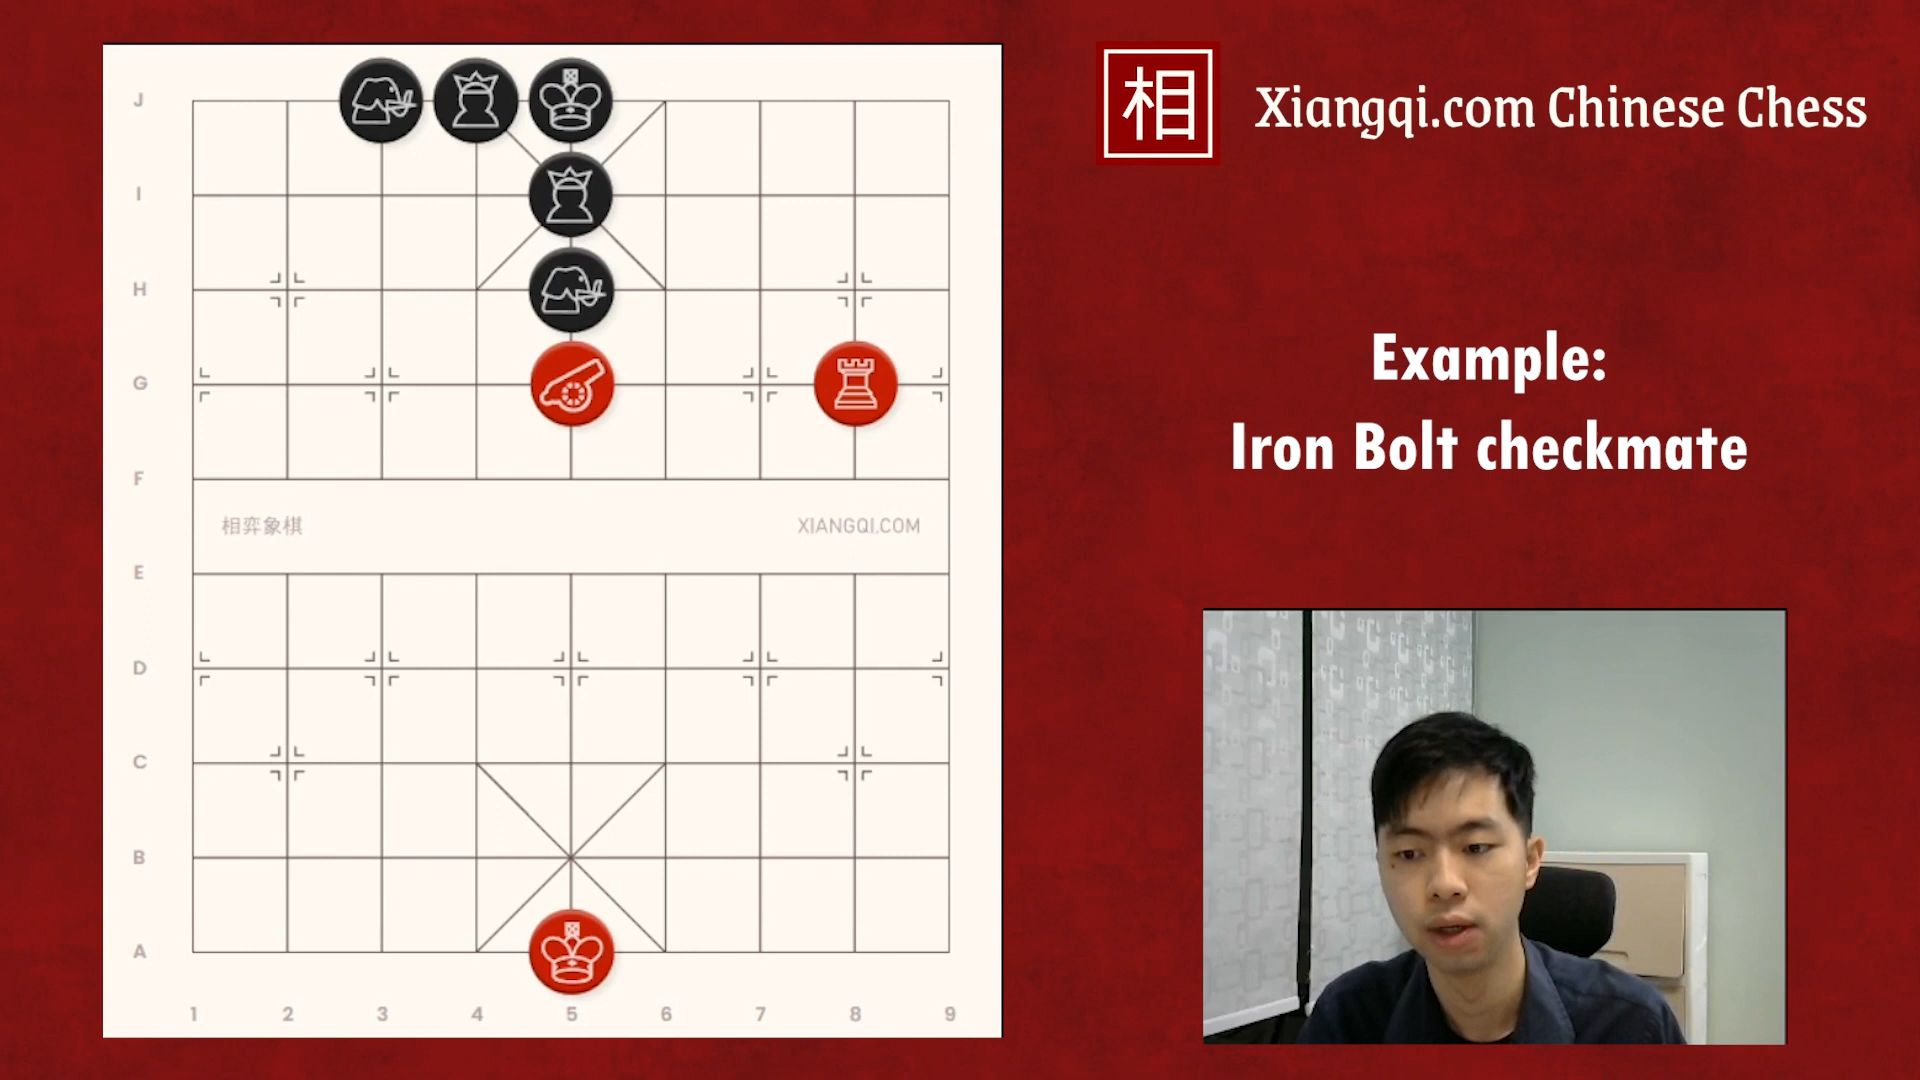 相
Xiangqi.com Chinese Chess
Example:
Iron Bolt checkmate
J
I
H
G
F
相弈象棋 XIANGQI.COM
E
D
C
B
A
1 2 3 4 5 6 7 8 9